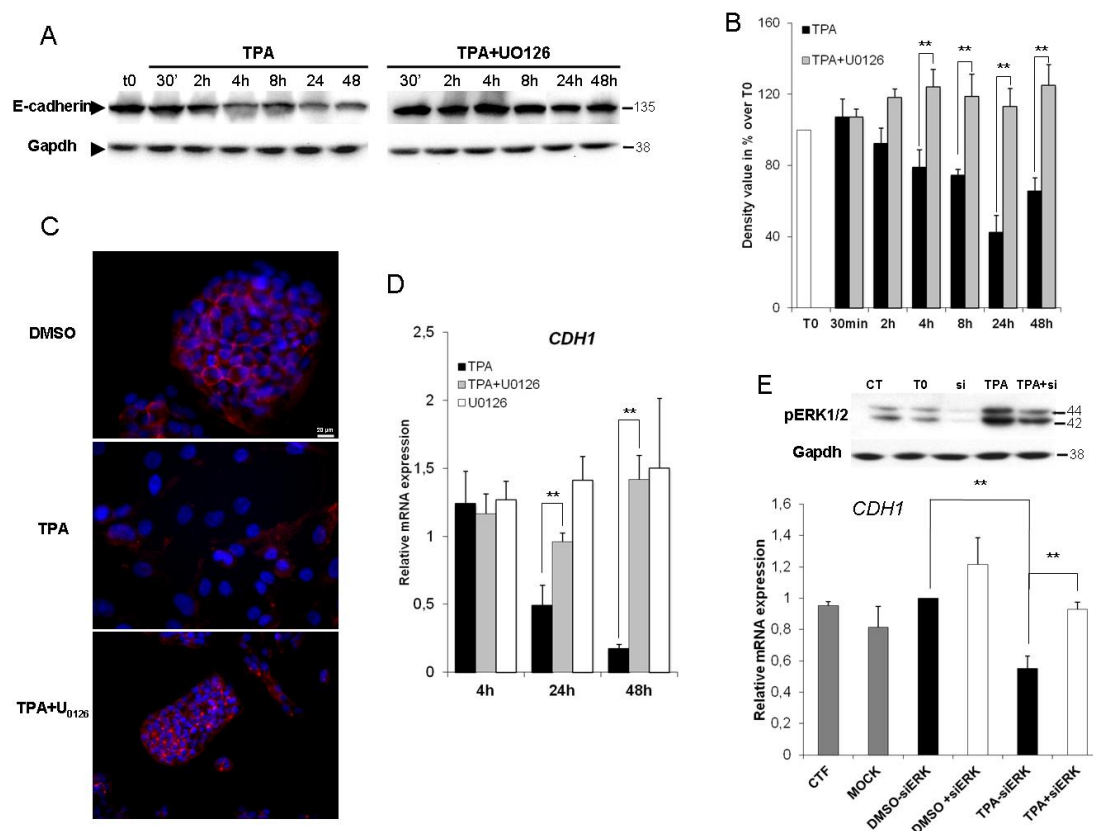 A
TPA
TPA+UO126
t0 30’ 2h 4h 8h 24 48
30’ 2h 4h 8h 24h 48h
E-cadherin
135
Gapdh
38
B
Density value in % over T0
160
120
80
40
0
TPA
TPA+U0126
** ** ** **
T0 30min 2h 4h 8h 24h 48h
C
DMSO
20 µm
TPA
TPA+U0126
D
CDH1
Relative mRNA expression
2,5
2
1,5
1
0,5
0
TPA
TPA+U0126
U0126
**
**
4h 24h 48h
E
CT T0 si TPA TPA+si
pERK1/2
44
42
Gapdh
38
CDH1
Relative mRNA expression
1,6
1,4
1,2
1
0,8
0,6
0,4
0,2
0
**
**
CTF
MOCK
DMSO-siERK
DMSO +siERK
TPA-siERK
TPA+siERK